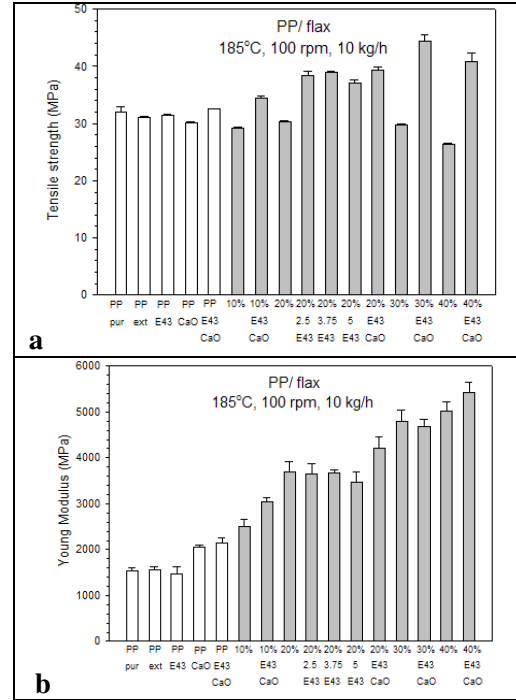 PP/ flax
185°C, 100 rpm, 10 kg/h
Tensile strength (MPa)
50
40
30
20
10
0
PP PP PP PP PP 10% 10% 20% 20% 20% 20% 20% 30% 30% 40% 40%
pur ext E43 CaO E43 E43 2.5 3.75 5 E43 E43 E43
CaO CaO E43 E43 E43 CaO CaO CaO
a
PP/ flax
185°C, 100 rpm, 10 kg/h
Young Modulus (MPa)
6000
5000
4000
3000
2000
1000
0
PP PP PP PP PP 10% 10% 20% 20% 20% 20% 20% 30% 30% 40% 40%
pur ext E43 CaO E43 E43 2.5 3.75 5 E43 E43 E43
CaO CaO E43 E43 E43 CaO CaO CaO
b